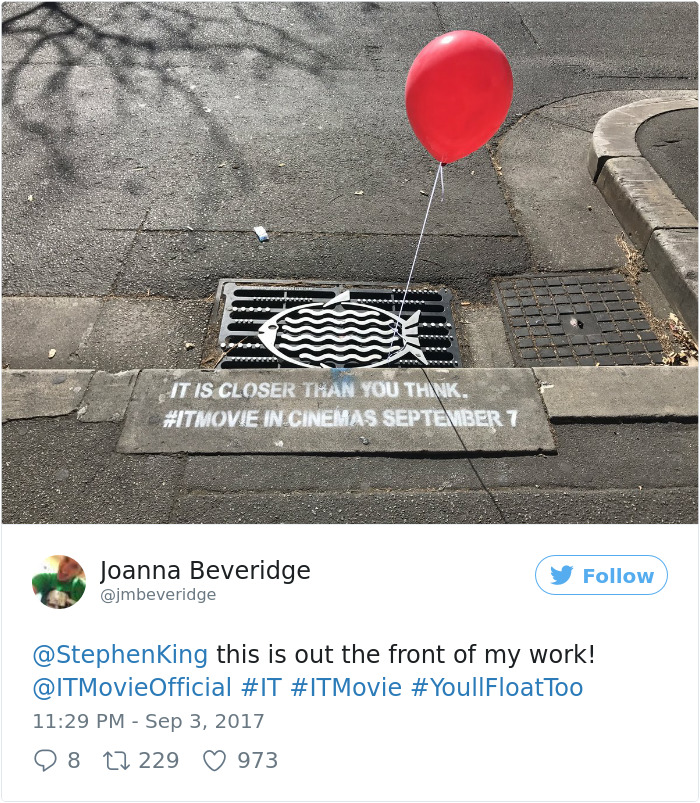 IT IS CLOSER THAN YOU THINK.
#ITMOVIE IN CINEMAS SEPTEMBER 7
Joanna Beveridge
@jmbeveridge
Follow
@StephenKing this is out the front of my work!
@ITMovieOfficial #IT #ITMovie #YoullFloatToo
11:29 PM - Sep 3, 2017
8 229 973